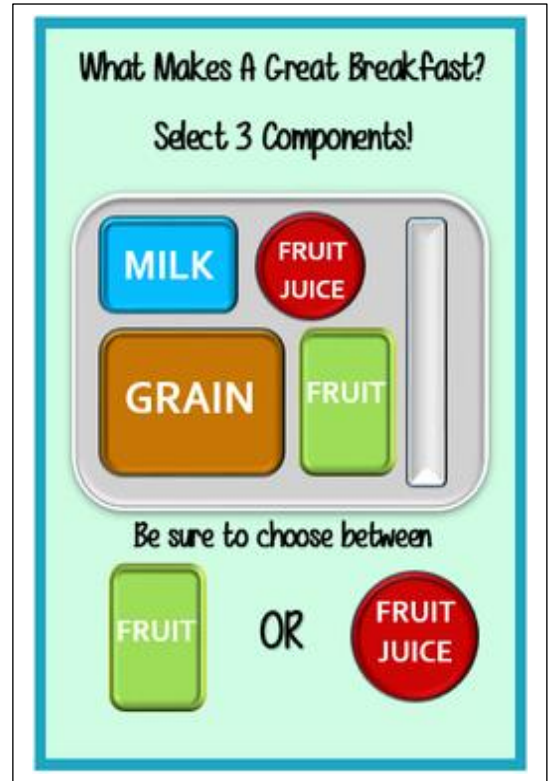 What Makes A Great Breakfast?
Select 3 Components!
MILK
FRUIT
JUICE
GRAIN
FRUIT
Be sure to choose between
FRUIT
OR
FRUIT
JUICE